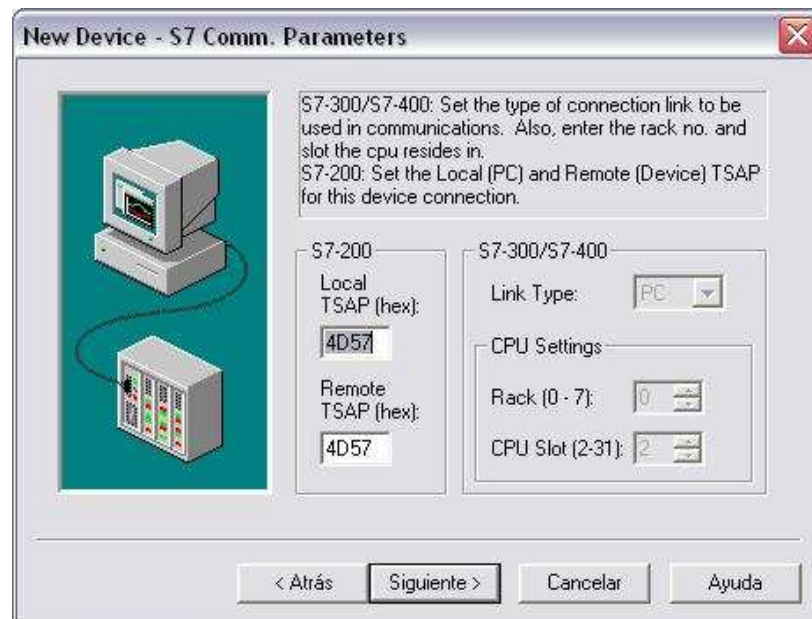 New Device - S7 Comm. Parameters
S7-300/S7-400: Set the type of connection link to be
used in communications. Also, enter the rack no. and
slot the cpu resides in.
S7-200: Set the Local (PC) and Remote (Device) TSAP
for this device connection.
S7-200
Local
TSAP (hex):
4D57
Remote
TSAP (hex):
4D57
S7-300/S7-400
Link Type:
PC
CPU Settings
Rack (0 - 7):
0
CPU Slot (2-31):
2
< Atrás
Siguiente >
Cancelar
Ayuda